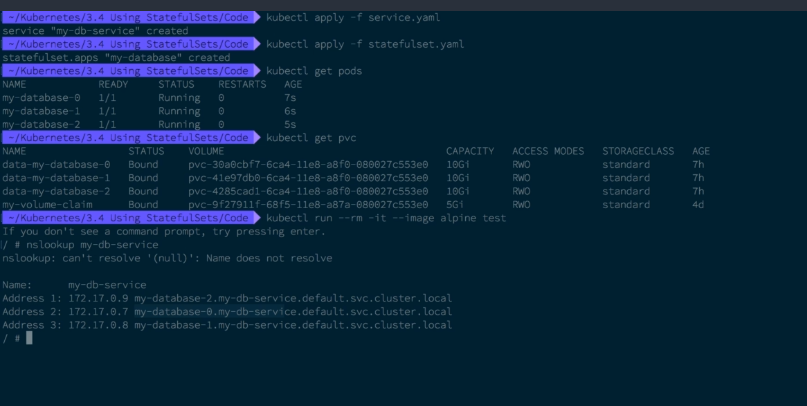 ~/Kubernetes/3.4 Using StatefulSets/Code kubectl apply -f service.yaml
service "my-db-service" created
~/Kubernetes/3.4 Using StatefulSets/Code kubectl apply -f statefulset.yaml
statefulset.apps "my-database" created
~/Kubernetes/3.4 Using StatefulSets/Code kubectl get pods
NAME READY STATUS RESTARTS AGE
my-database-0 1/1 Running 0 7s
my-database-1 1/1 Running 0 6s
my-database-2 1/1 Running 0 5s
~/Kubernetes/3.4 Using StatefulSets/Code kubectl get pvc
NAME STATUS VOLUME CAPACITY ACCESS MODES STORAGECLASS AGE
data-my-database-0 Bound pvc-30a0cbf7-6ca4-11e8-a8f0-080027c553e0 10Gi RWO standard 7h
data-my-database-1 Bound pvc-41e97db0-6ca4-11e8-a8f0-080027c553e0 10Gi RWO standard 7h
data-my-database-2 Bound pvc-4285cad1-6ca4-11e8-a8f0-080027c553e0 10Gi RWO standard 7h
my-volume-claim Bound pvc-9f27911f-68f5-11e8-a87a-080027c553e0 5Gi RWO standard 4d
~/Kubernetes/3.4 Using StatefulSets/Code kubectl run --rm -it --image alpine test
If you don't see a command prompt, try pressing enter.
/ # nslookup my-db-service
nslookup: can't resolve '(null)': Name does not resolve
Name: my-db-service
Address 1: 172.17.0.9 my-database-2.my-db-service.default.svc.cluster.local
Address 2: 172.17.0.7 my-database-0.my-db-service.default.svc.cluster.local
Address 3: 172.17.0.8 my-database-1.my-db-service.default.svc.cluster.local
/ #